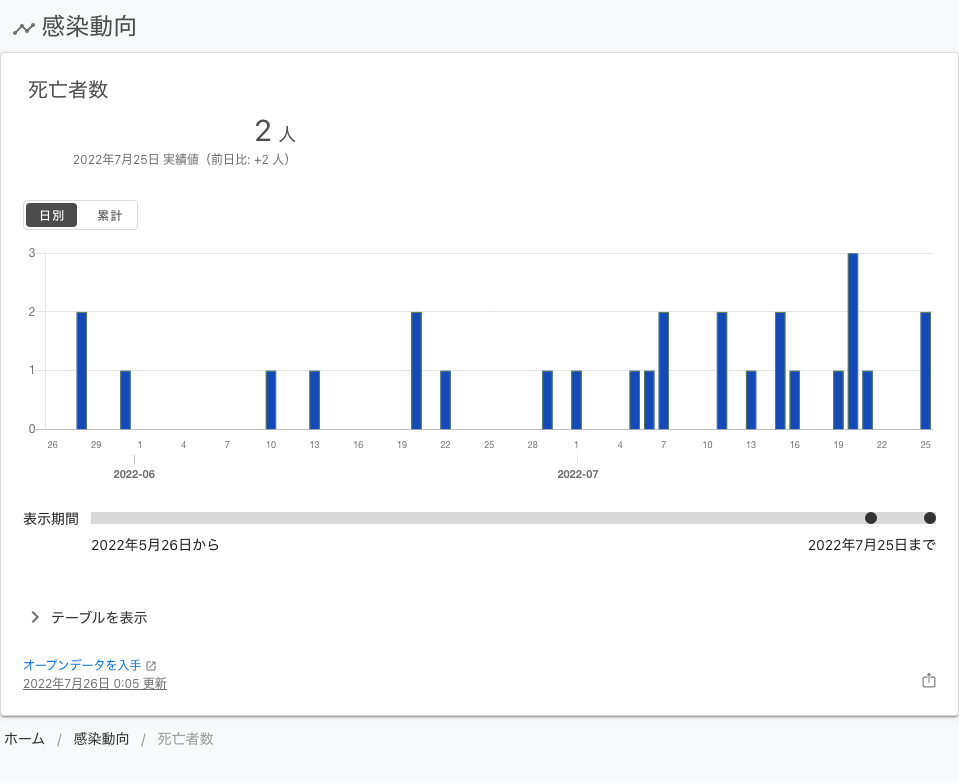 感染動向
死亡者数
2 人
2022年7月25日 実績値（前日比: +2 人）
日別 累計
3
2
1
0
26 29 1 4 7 10 13 16 19 22 25 28 1 4 7 10 13 16 19 22 25
2022-06 2022-07
表示期間
2022年5月26日から 2022年7月25日まで
テーブルを表示
オープンデータを入手
2022年7月26日 0:05 更新
ホーム / 感染動向 / 死亡者数